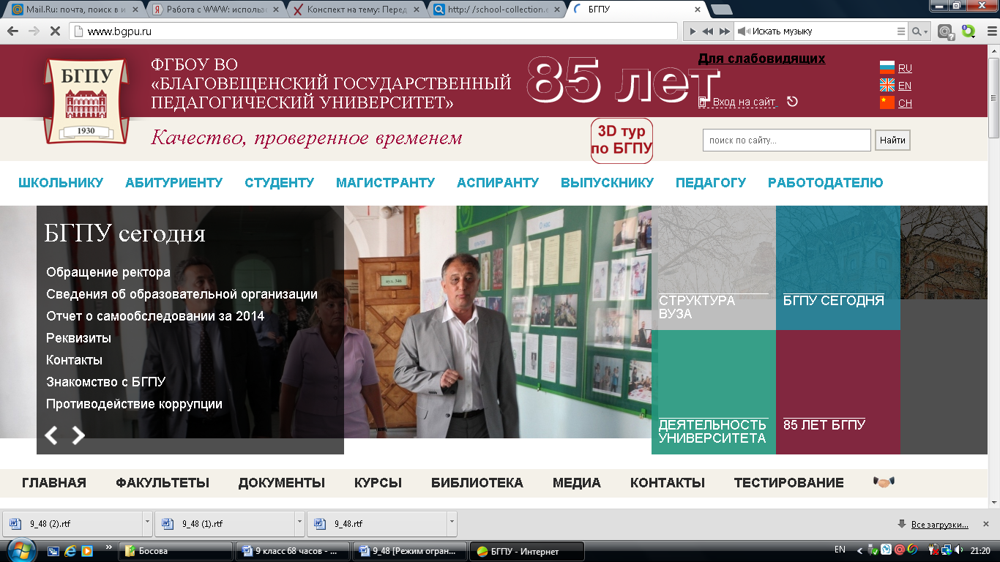 Mail.Ru: почта, поиск в и
Работа с WWW: использ
Конспект на тему: Перед
http://school-collection.e
БГПУ
www.bgpu.ru
Искать музыку
БГПУ
1930
ФГБОУ ВО
«БЛАГОВЕЩЕНСКИЙ ГОСУДАРСТВЕННЫЙ
ПЕДАГОГИЧЕСКИЙ УНИВЕРСИТЕТ»
85 лет
Для слабовидящих
Вход на сайт
RU
EN
CH
Качество, проверенное временем
3D тур
по БГПУ
поиск по сайту...
Найти
ШКОЛЬНИКУ АБИТУРИЕНТУ СТУДЕНТУ МАГИСТРАНТУ АСПИРАНТУ ВЫПУСКНИКУ ПЕДАГОГУ РАБОТОДАТЕЛЮ
БГПУ сегодня
Обращение ректора
Сведения об образовательной организации
Отчет о самообследовании за 2014
Реквизиты
Контакты
Знакомство с БГПУ
Противодействие коррупции
О нас
ауд. 346
СТРУКТУРА
ВУЗА
БГПУ СЕГОДНЯ
ДЕЯТЕЛЬНОСТЬ
УНИВЕРСИТЕТА
85 ЛЕТ БГПУ
ГЛАВНАЯ ФАКУЛЬТЕТЫ ДОКУМЕНТЫ КУРСЫ БИБЛИОТЕКА МЕДИА КОНТАКТЫ ТЕСТИРОВАНИЕ
9_48 (2).rtf
9_48 (1).rtf
9_48.rtf
Все загрузки...
Босова
9 класс 68 часов - ...
9_48 [Режим огран...
БГПУ - Интернет
EN
21:20